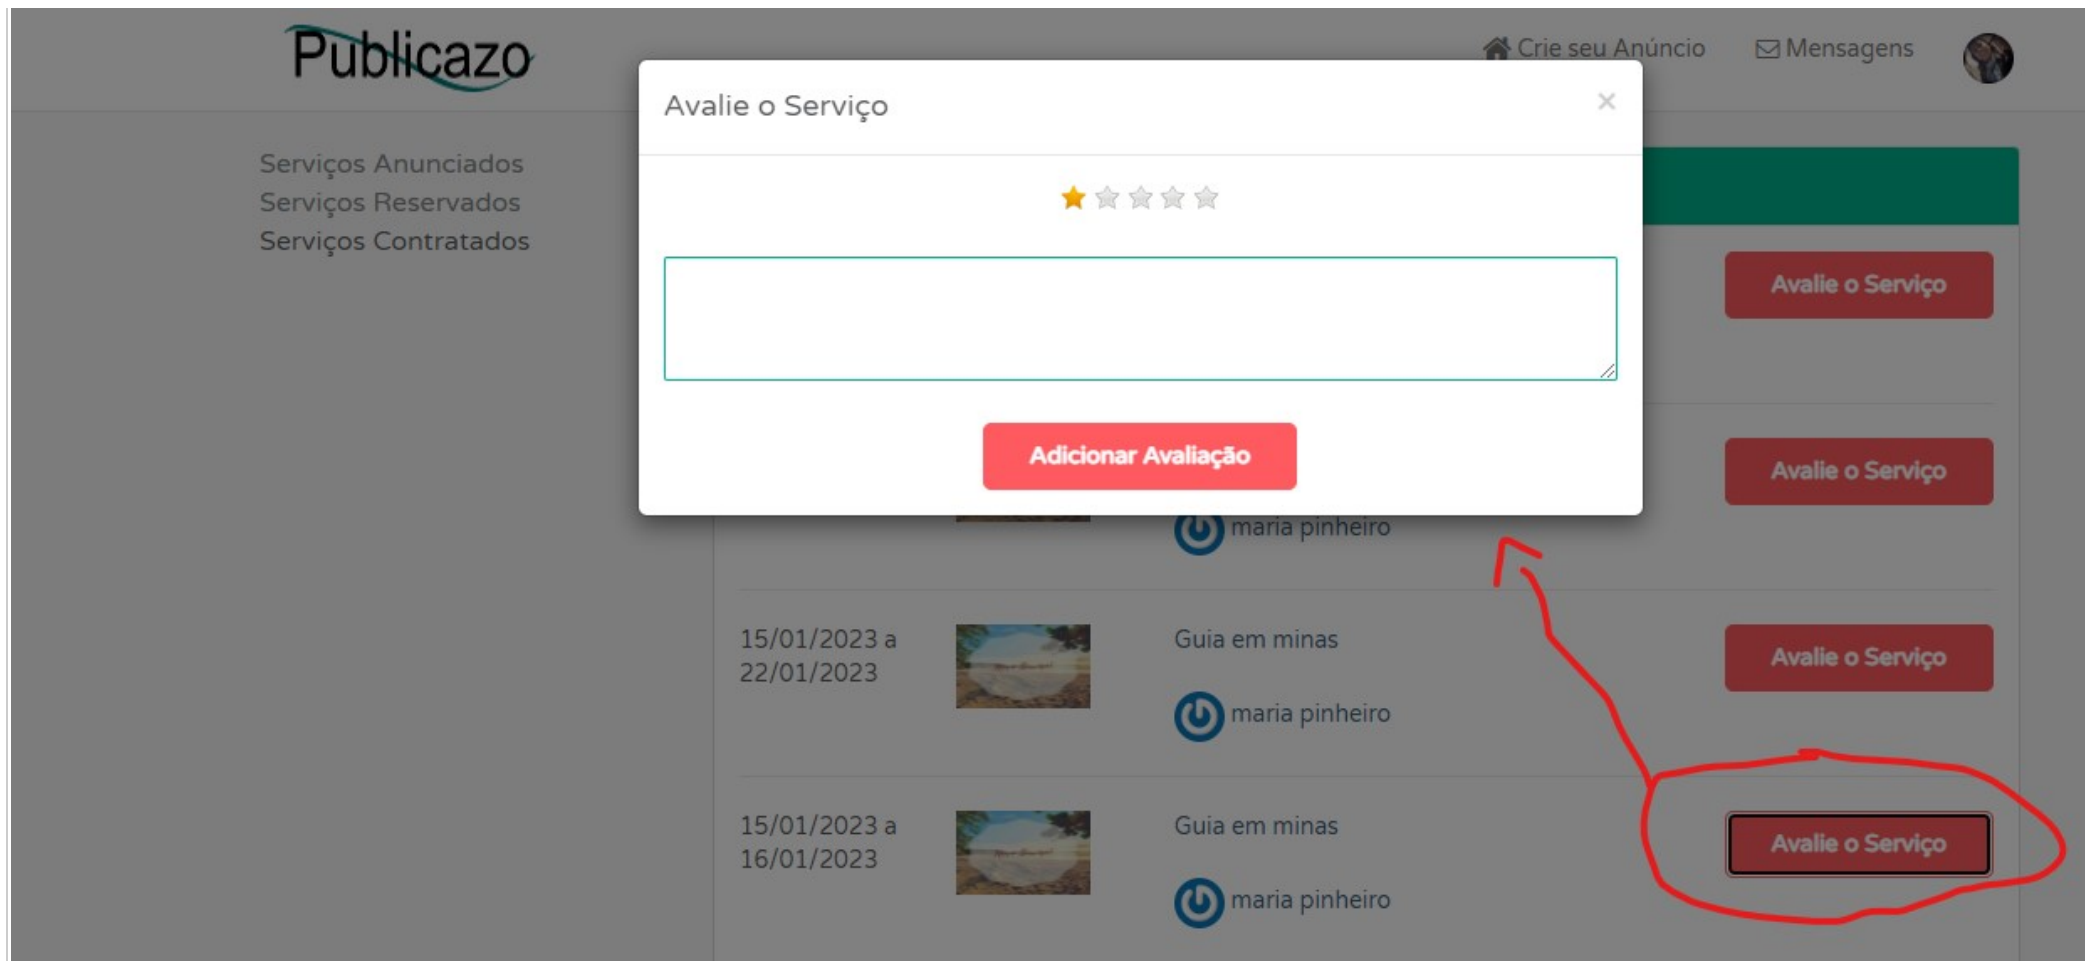 Publicazo
Crie seu Anúncio
Mensagens
Serviços Anunciados
Serviços Reservados
Serviços Contratados
Avalie o Serviço
×
Adicionar Avaliação
Avalie o Serviço
Avalie o Serviço
maria pinheiro
15/01/2023 a
22/01/2023
Guia em minas
maria pinheiro
Avalie o Serviço
15/01/2023 a
16/01/2023
Guia em minas
maria pinheiro
Avalie o Serviço